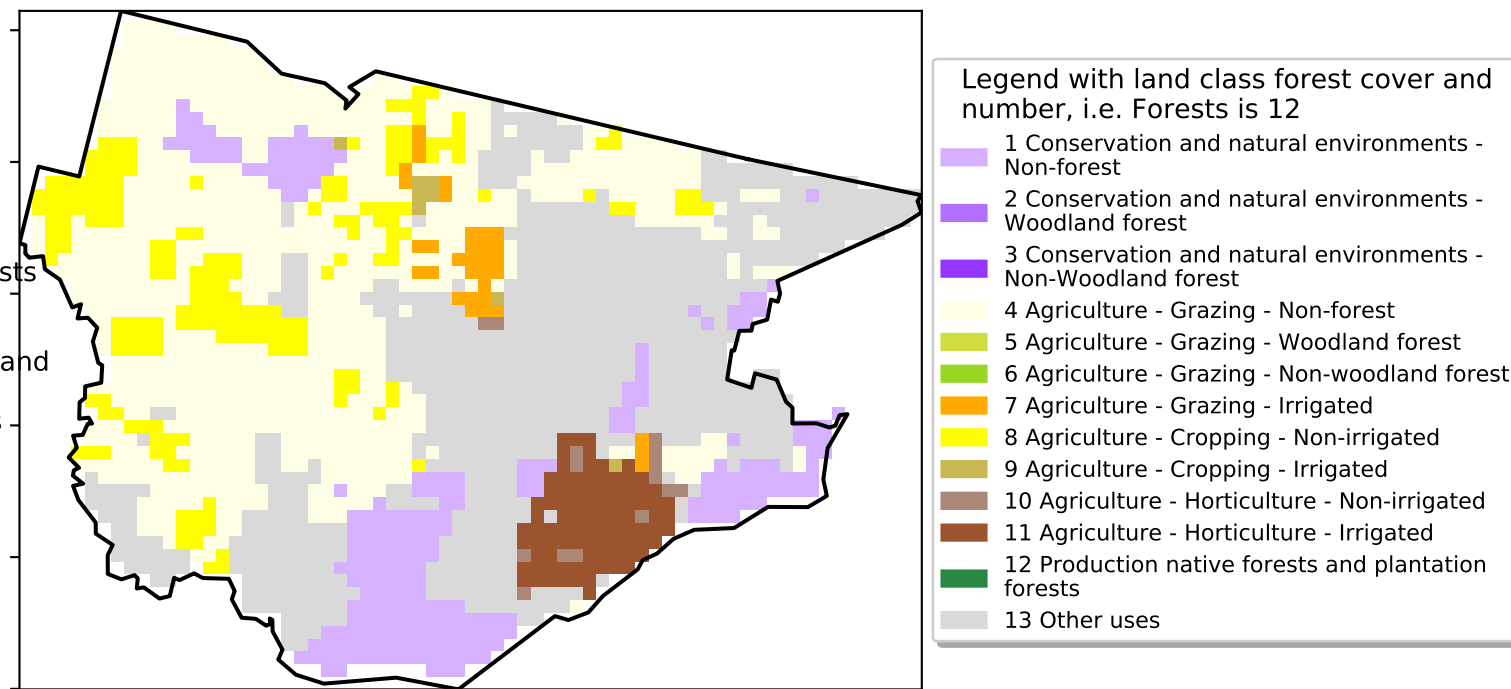 sts
and
Legend with land class forest cover and
number, i.e. Forests is 12
1 Conservation and natural environments -
Non-forest
2 Conservation and natural environments -
Woodland forest
3 Conservation and natural environments -
Non-Woodland forest
4 Agriculture - Grazing - Non-forest
5 Agriculture - Grazing - Woodland forest
6 Agriculture - Grazing - Non-woodland forest
7 Agriculture - Grazing - Irrigated
8 Agriculture - Cropping - Non-irrigated
9 Agriculture - Cropping - Irrigated
10 Agriculture - Horticulture - Non-irrigated
11 Agriculture - Horticulture - Irrigated
12 Production native forests and plantation
forests
13 Other uses